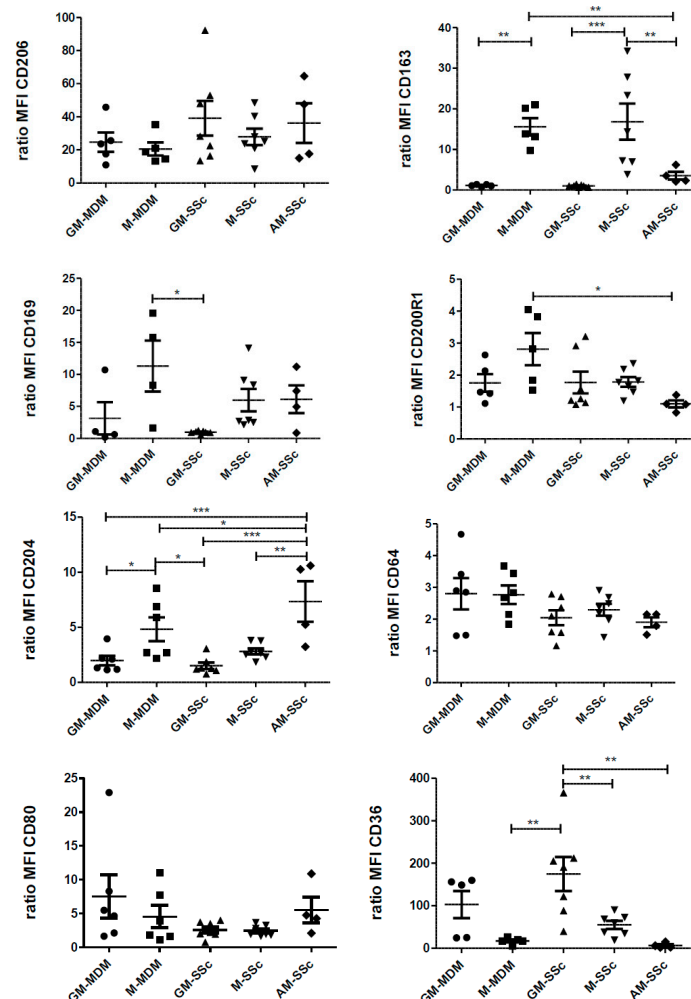 ratio MFI CD206
100
80
60
40
20
0
GM-MDM
M-MDM
GM-SSc
M-SSc
AM-SSc
ratio MFI CD163
40
30
20
10
0
**
**
***
**
GM-MDM
M-MDM
GM-SSc
M-SSc
AM-SSc
ratio MFI CD169
25
20
15
10
5
0
*
GM-MDM
M-MDM
GM-SSc
M-SSc
AM-SSc
ratio MFI CD200R1
5
4
3
2
1
0
*
GM-MDM
M-MDM
GM-SSc
M-SSc
AM-SSc
ratio MFI CD204
15
10
5
0
***
*
***
*
*
**
GM-MDM
M-MDM
GM-SSc
M-SSc
AM-SSc
ratio MFI CD64
5
4
3
2
1
0
GM-MDM
M-MDM
GM-SSc
M-SSc
AM-SSc
ratio MFI CD80
25
20
15
10
5
0
GM-MDM
M-MDM
GM-SSc
M-SSc
AM-SSc
ratio MFI CD36
400
300
200
100
0
**
**
**
GM-MDM
M-MDM
GM-SSc
M-SSc
AM-SSc